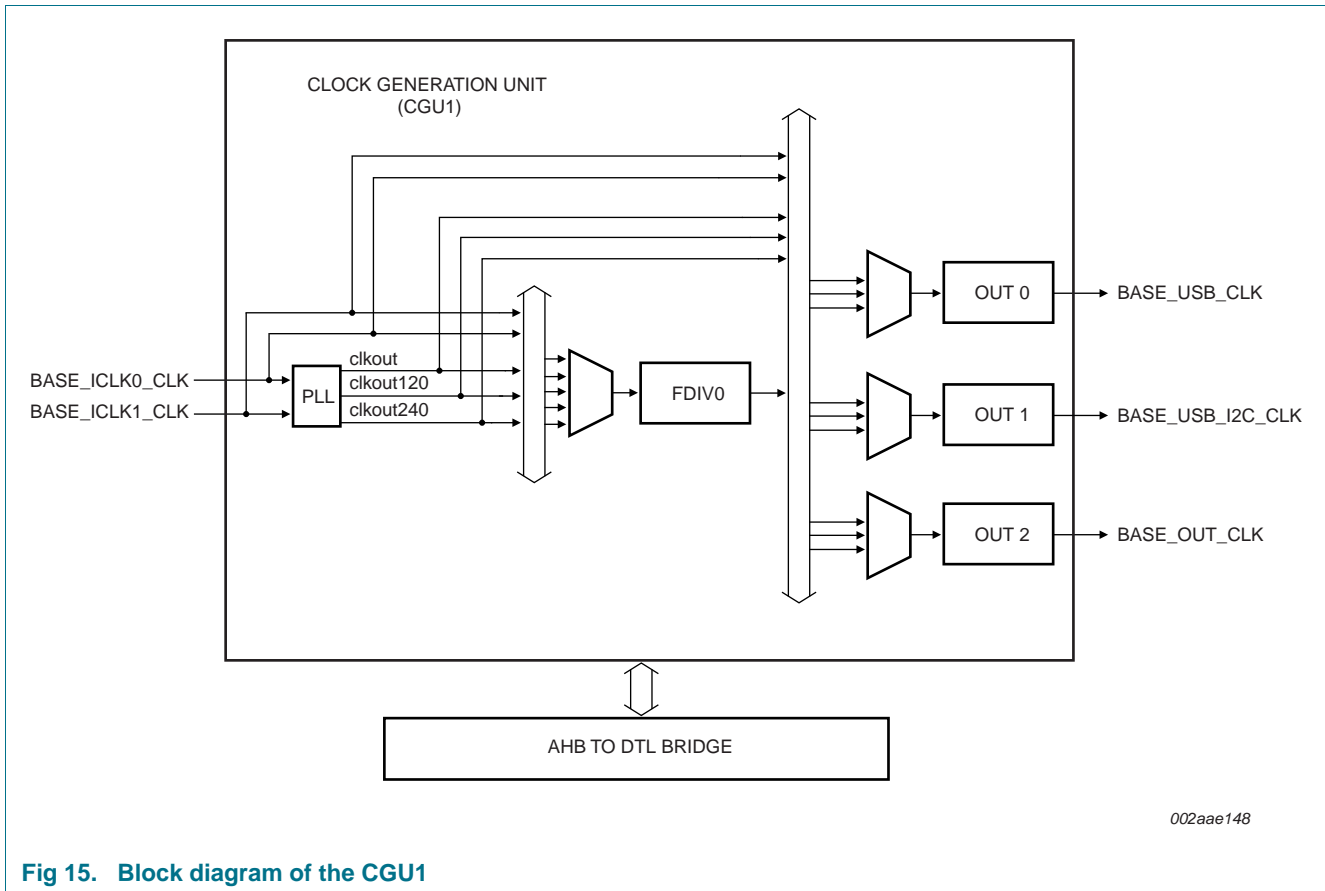 CLOCK GENERATION UNIT
(CGU1)
BASE_ICLK0_CLK
BASE_ICLK1_CLK
PLL
clkout
clkout120
clkout240
FDIV0
OUT 0
BASE_USB_CLK
OUT 1
BASE_USB_I2C_CLK
OUT 2
BASE_OUT_CLK
AHB TO DTL BRIDGE
002aae148
Fig 15. Block diagram of the CGU1